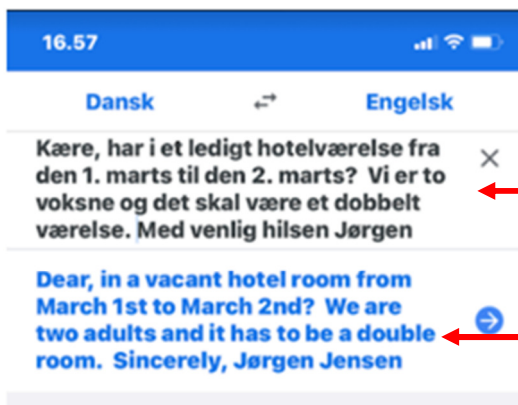 16.57
Dansk Engelsk
Kære, har i et ledigt hotelværelse fra
den 1. marts til den 2. marts? Vi er to
voksne og det skal være et dobbelt
værelse. Med venlig hilsen Jørgen
Dear, in a vacant hotel room from
March 1st to March 2nd? We are
two adults and it has to be a double
room. Sincerely, Jørgen Jensen